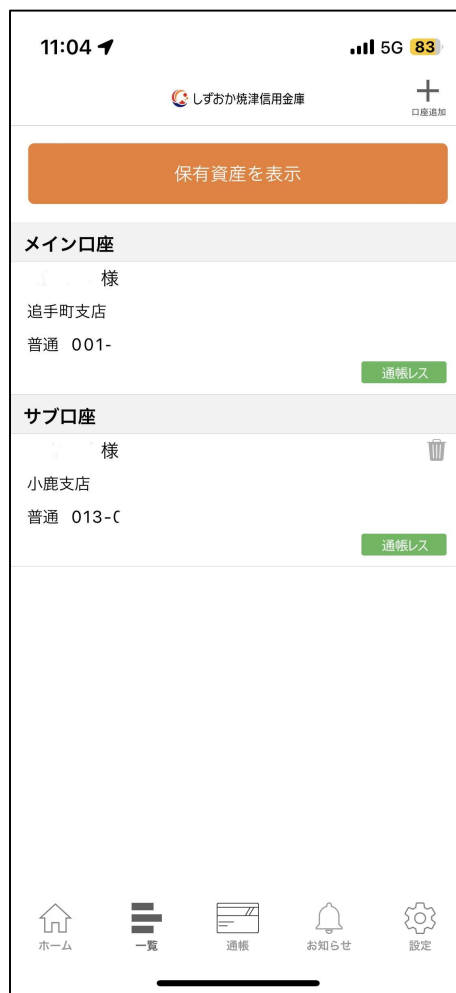 11:04
5G 83
しずおか焼津信用金庫
口座追加
保有資産を表示
メイン口座
様
追手町支店
普通 001-
通帳レス
サブ口座
様
小鹿支店
普通 013-
通帳レス
ホーム
一覧
通帳
お知らせ
設定